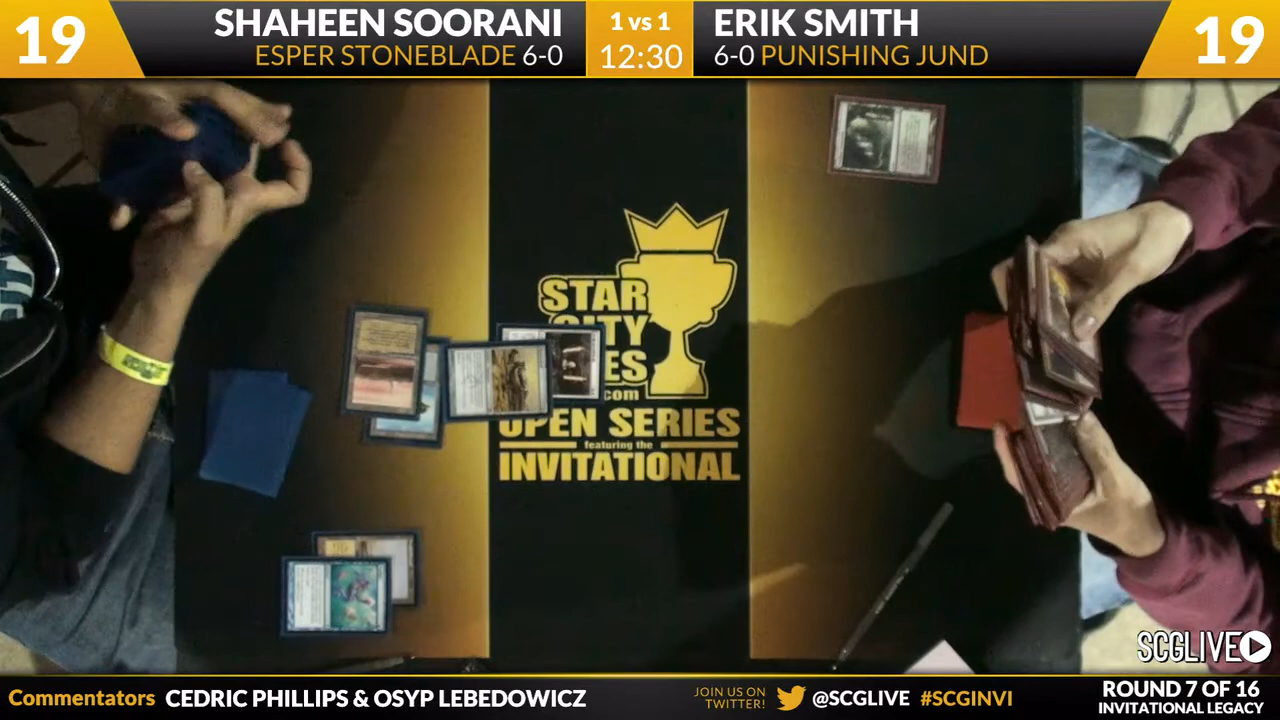 19
SHAHEEN SOORANI
ESPER STONEBLADE 6-0
1 vs 1
12:30
ERIK SMITH
6-0 PUNISHING JUND
19
STAR
CITY
ES
com
OPEN SERIES
featuring the
INVITATIONAL
SCGLIVE
Commentators CEDRIC PHILLIPS & OSYP LEBEDOWICZ
JOIN US ON
TWITTER!
@SCGLIVE #SCGINVI
ROUND 7 OF 16
INVITATIONAL LEGACY